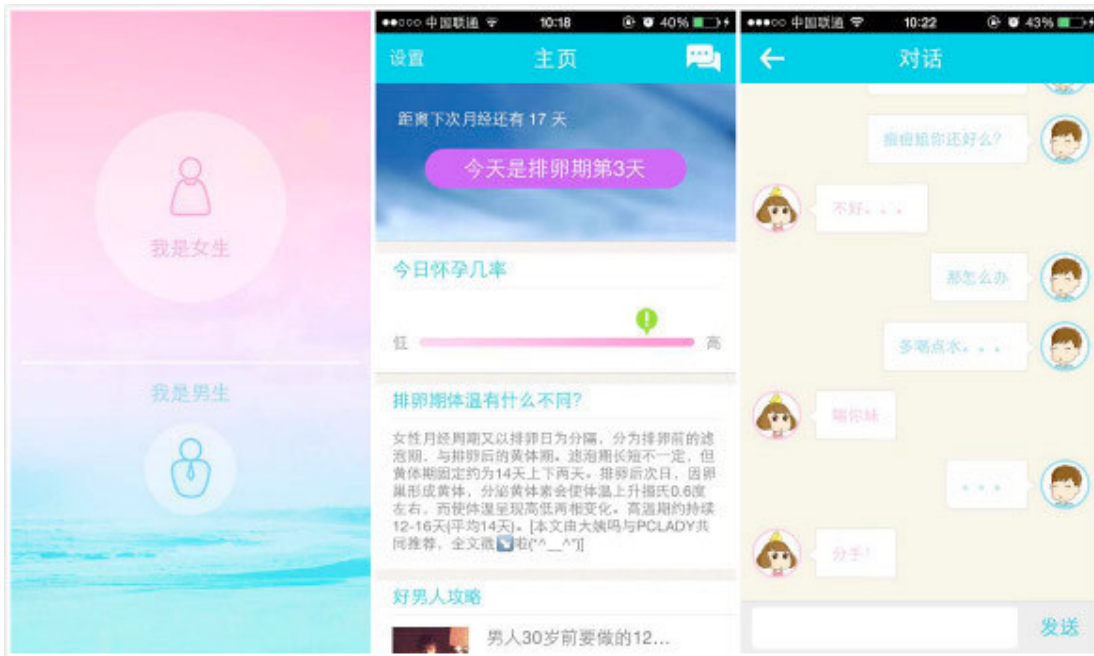 我是女生
我是男生
中国联通
10:18
40%
设置
主页
距离下次月经还有 17 天
今天是排卵期第3天
今日怀孕几率
低
高
排卵期体温有什么不同?
女性月经周期又以排卵日为分隔，分为排卵前的滤
泡期，与排卵后的黄体期。滤泡期长短不一定，但
黄体期固定约为14天上下两天。排卵后次日，因卵
巢形成黄体，分泌黄体素会使体温上升摄氏0.6度
左右，而使体温呈现高低两相变化。高温期约持续
12-16天(平均14天)。[本文由大姨吗与PCLADY共
同推荐，全文戳↘啦(*^__^*)]
好男人攻略
男人30岁前要做的12...
中国联通
10:22
43%
对话
痘痘姐你还好么?
不好。。。
那怎么办
多喝点水。。。
喝你妹
。。。
分手！
发送